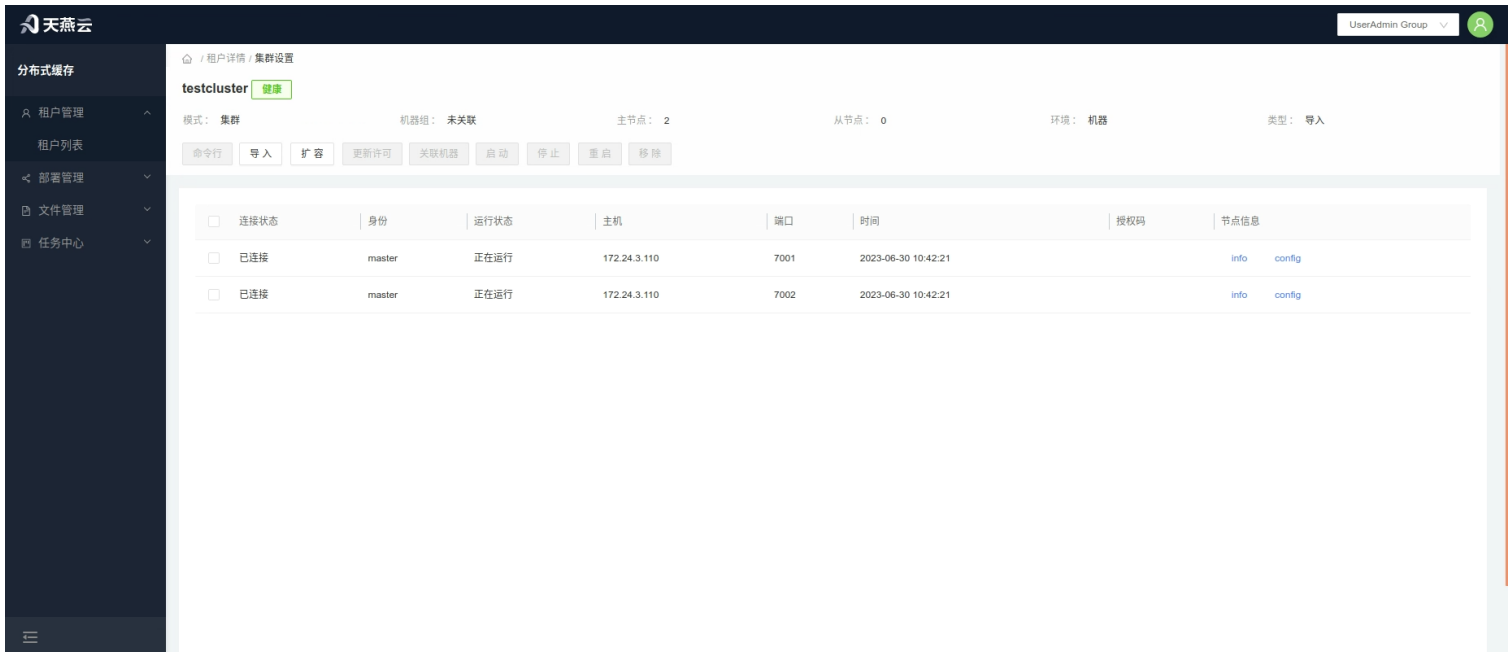 天燕云
UserAdmin Group
分布式缓存
租户管理
租户列表
部署管理
文件管理
任务中心
/ 租户详情 / 集群设置
testcluster 健康
模式： 集群 机器组： 未关联 主节点： 2 从节点： 0 环境： 机器 类型： 导入
命令行 导入 扩容 更新许可 关联机器 启动 停止 重启 移除
连接状态 身份 运行状态 主机 端口 时间 授权码 节点信息
已连接 master 正在运行 172.24.3.110 7001 2023-06-30 10:42:21 info config
已连接 master 正在运行 172.24.3.110 7002 2023-06-30 10:42:21 info config